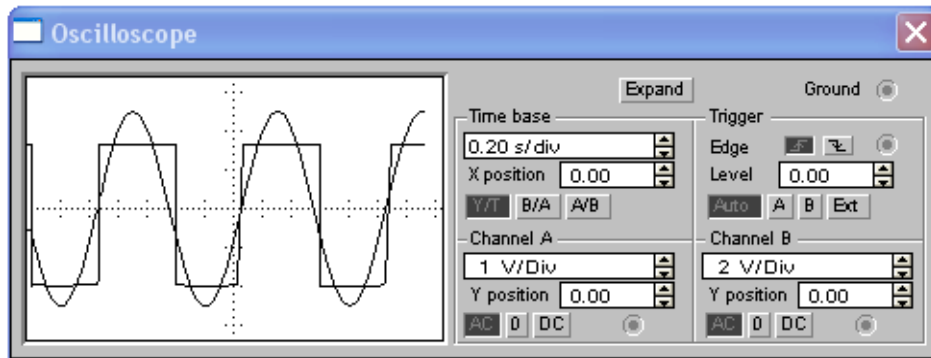 Oscilloscope
Expand Ground
Time base Trigger
0.20 s/div Edge
X position 0.00 Level 0.00
Y/T B/A A/B Auto A B Ext
Channel A Channel B
1 V/Div 2 V/Div
Y position 0.00 Y position 0.00
AC 0 DC AC 0 DC